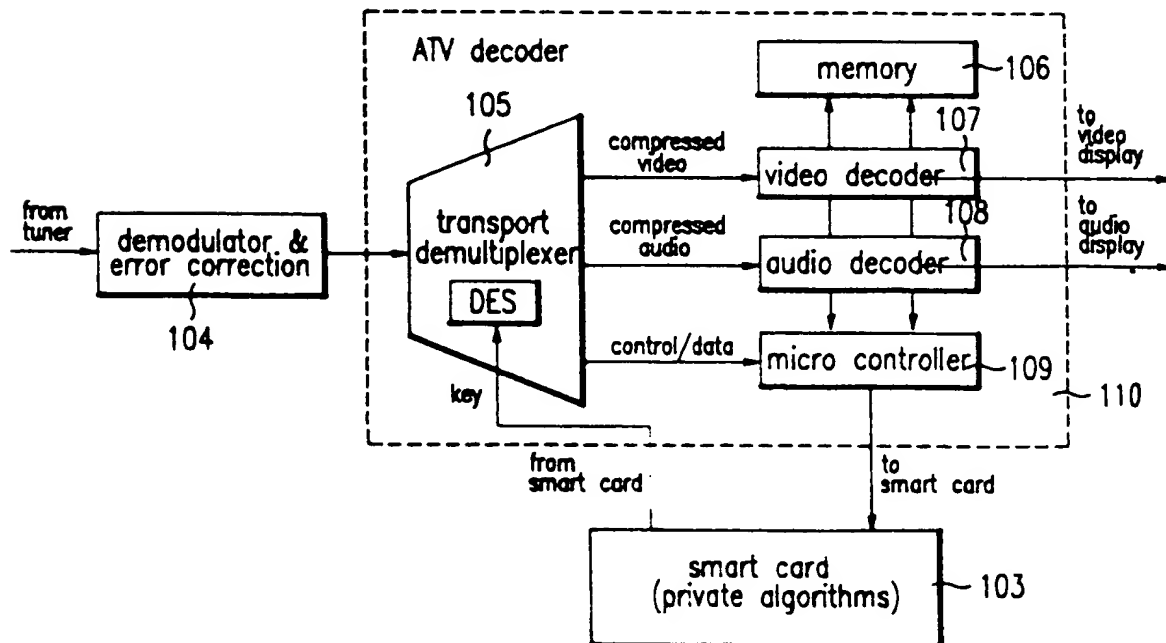 ATV decoder
memory
106
105
107
to
video
display
compressed
video
video decoder
from
tuner
demodulator &
error correction
104
transport
demultiplexer
DES
compressed
audio
108
audio decoder
to
audio
display
control/data
micro controller
109
key
110
from
smart card
to
smart card
smart card
(private algorithms)
103